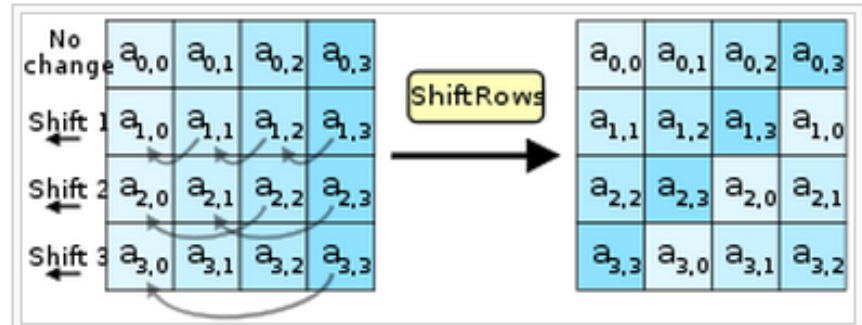 No
change
a0,0 a0,1 a0,2 a0,3
Shift 1
a1,0 a1,1 a1,2 a1,3
Shift 2
a2,0 a2,1 a2,2 a2,3
Shift 3
a3,0 a3,1 a3,2 a3,3
ShiftRows
a0,0 a0,1 a0,2 a0,3
a1,1 a1,2 a1,3 a1,0
a2,2 a2,3 a2,0 a2,1
a3,3 a3,0 a3,1 a3,2